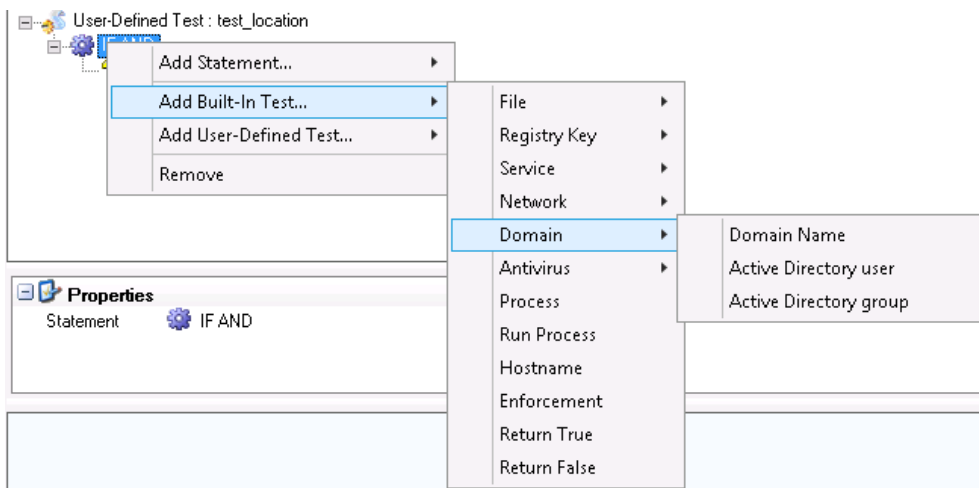 User-Defined Test : test_location
IF AND
Add Statement...
Add Built-In Test...
Add User-Defined Test...
Remove
File
Registry Key
Service
Network
Domain
Antivirus
Process
Run Process
Hostname
Enforcement
Return True
Return False
Domain Name
Active Directory user
Active Directory group
Properties
Statement IF AND